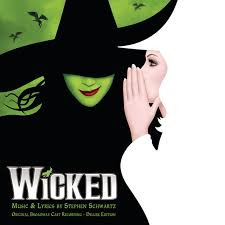 WICKED
MUSIC & LYRICS BY STEPHEN SCHWARTZ
ORIGINAL BROADWAY CAST RECORDING - DELUXE EDITION